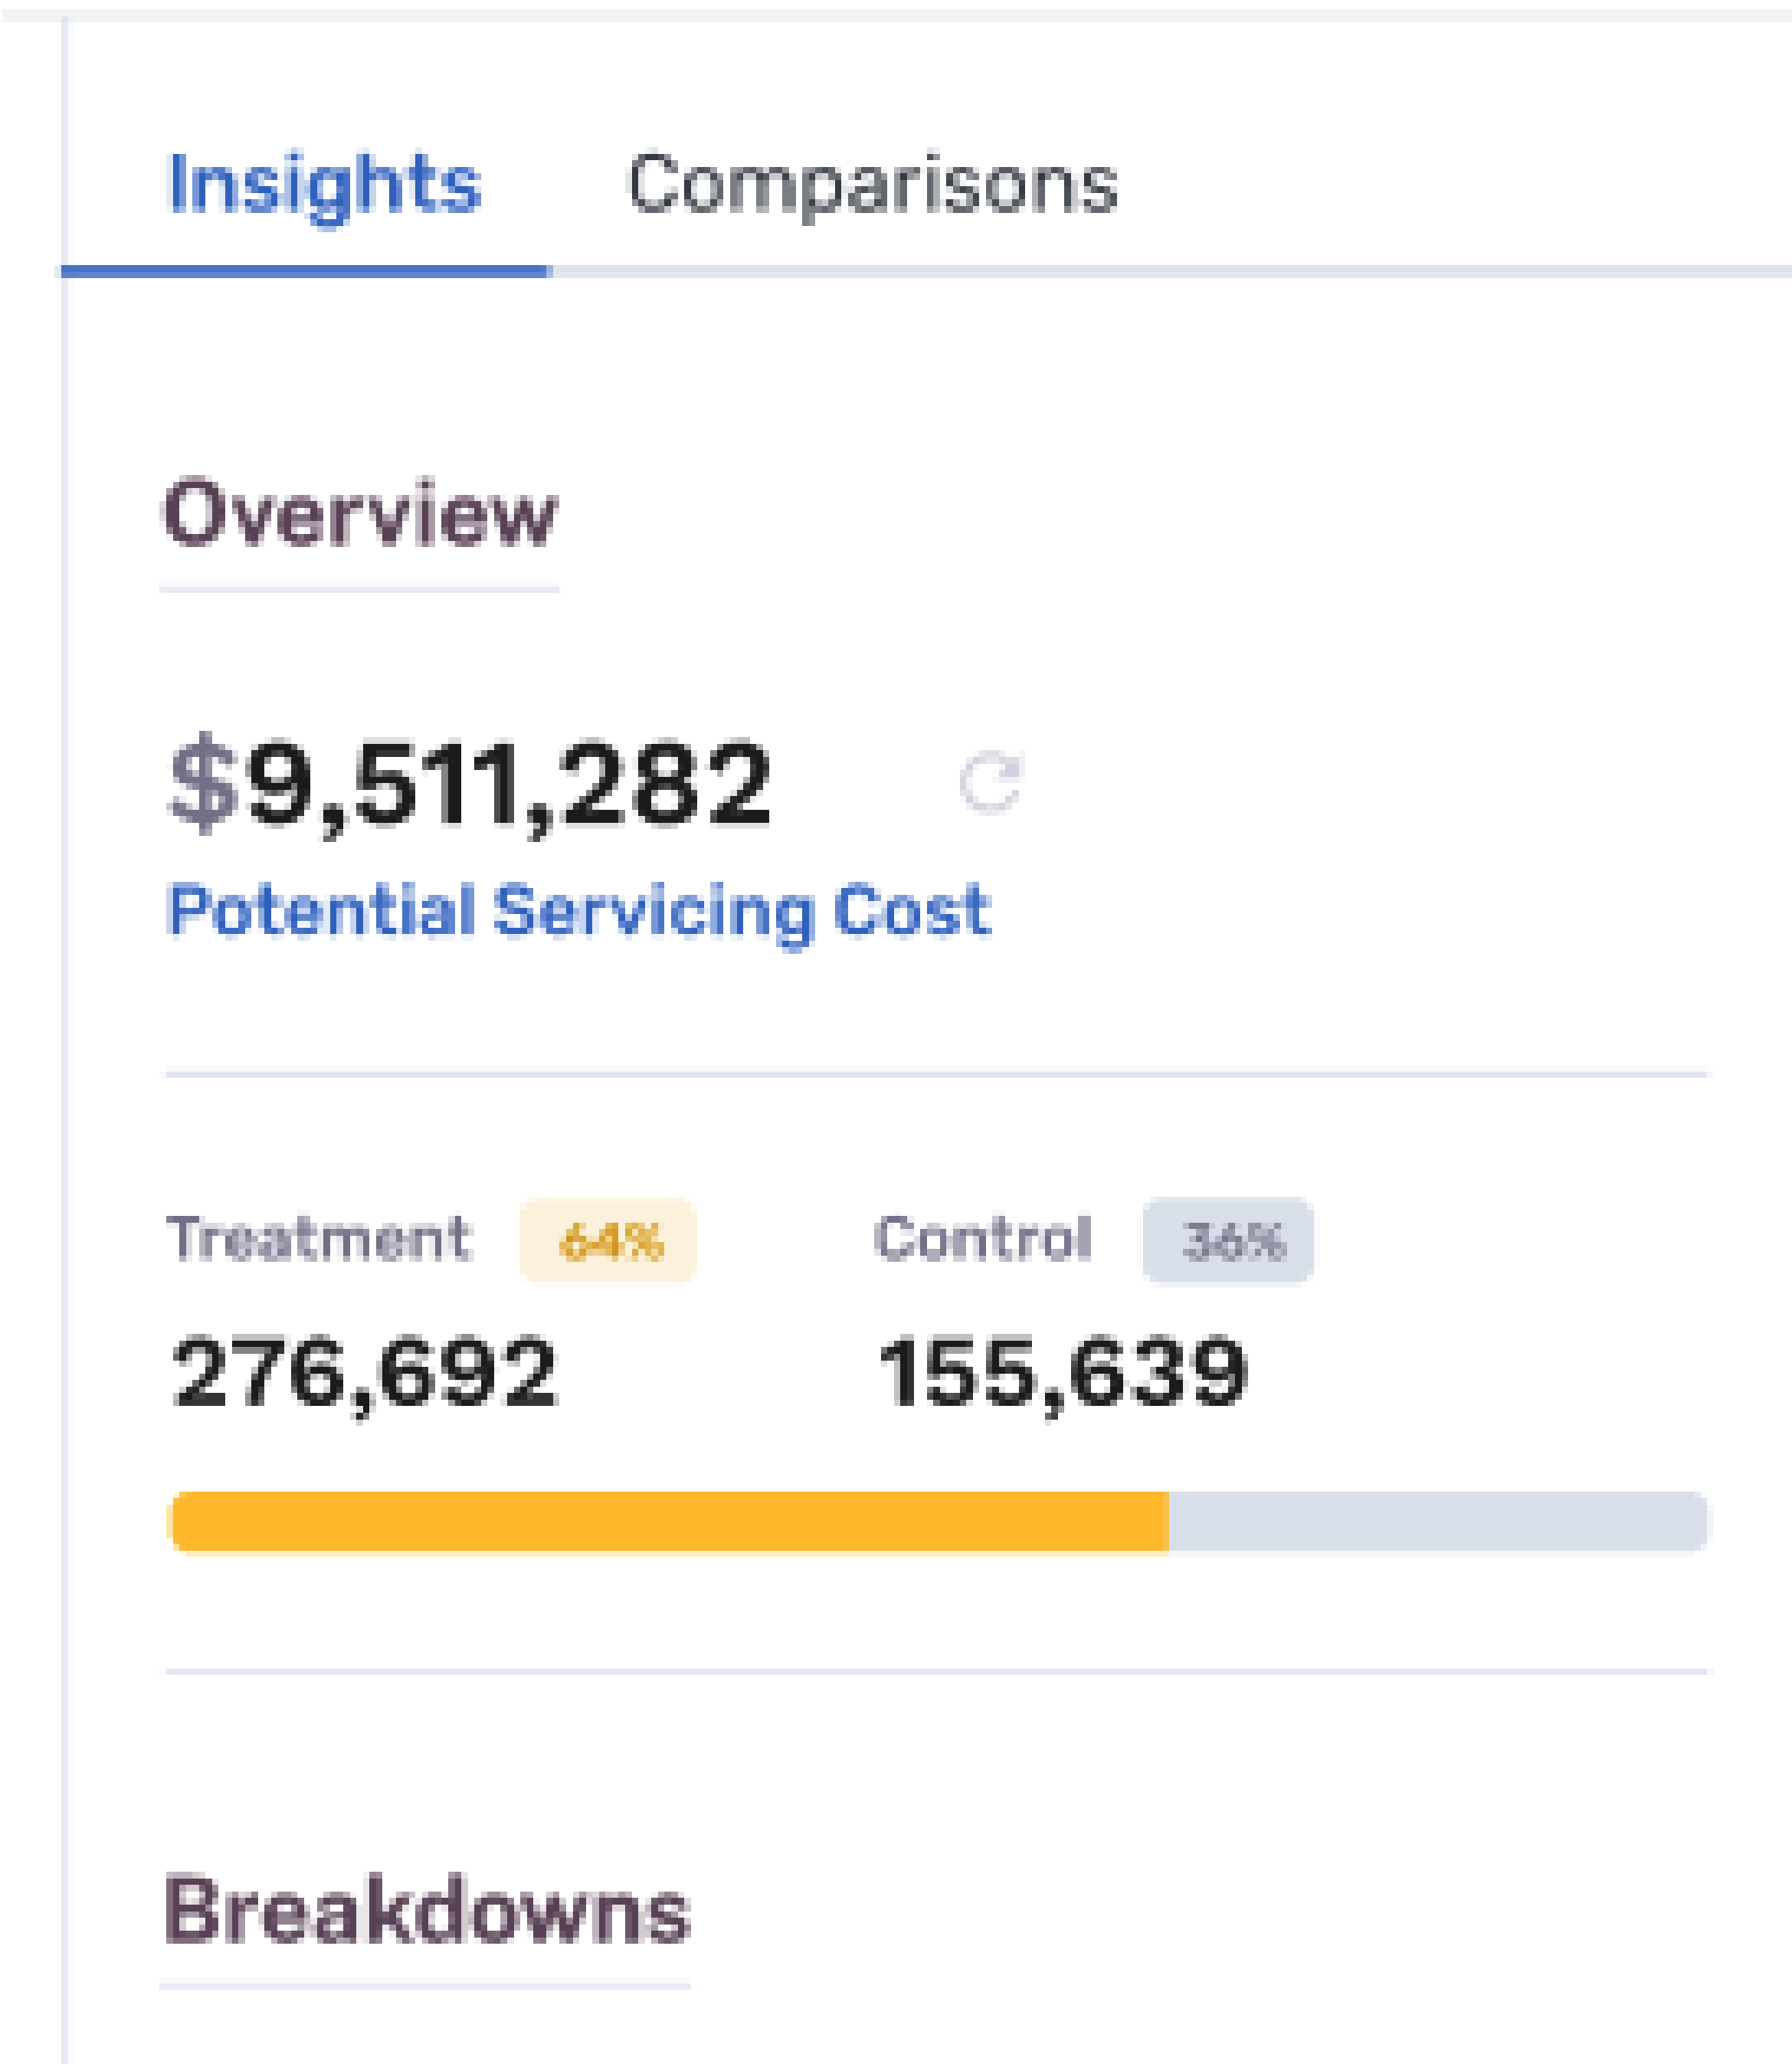 Insights Comparisons
Overview
$9,511,282
Potential Servicing Cost
Treatment 64% Control 36%
276,692 155,639
Breakdowns